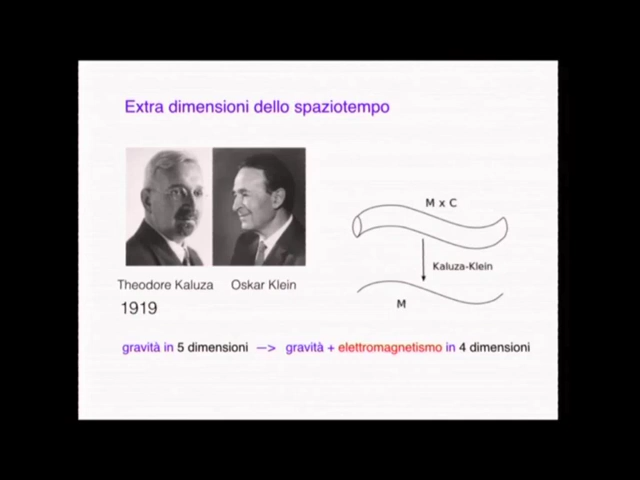 Extra dimensioni dello spaziotempo
M x C
Kaluza-Klein
M
Theodore Kaluza Oskar Klein
1919
gravità in 5 dimensioni —> gravità + elettromagnetismo in 4 dimensioni